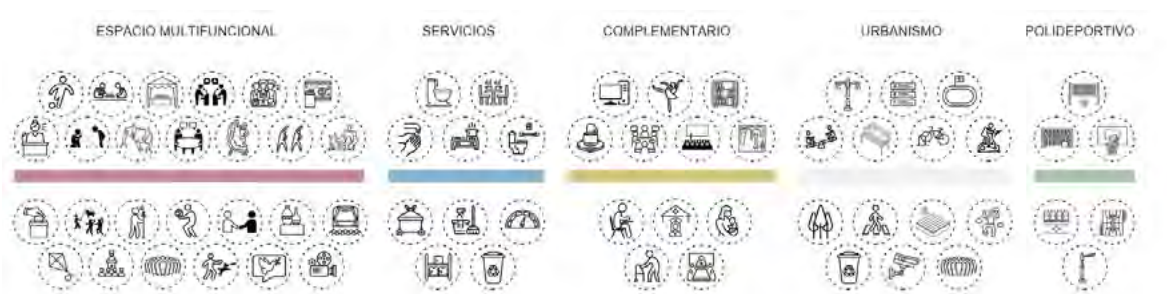 ESPACIO MULTIFUNCIONAL
SERVICIOS
COMPLEMENTARIO
URBANISMO
POLIDEPORTIVO